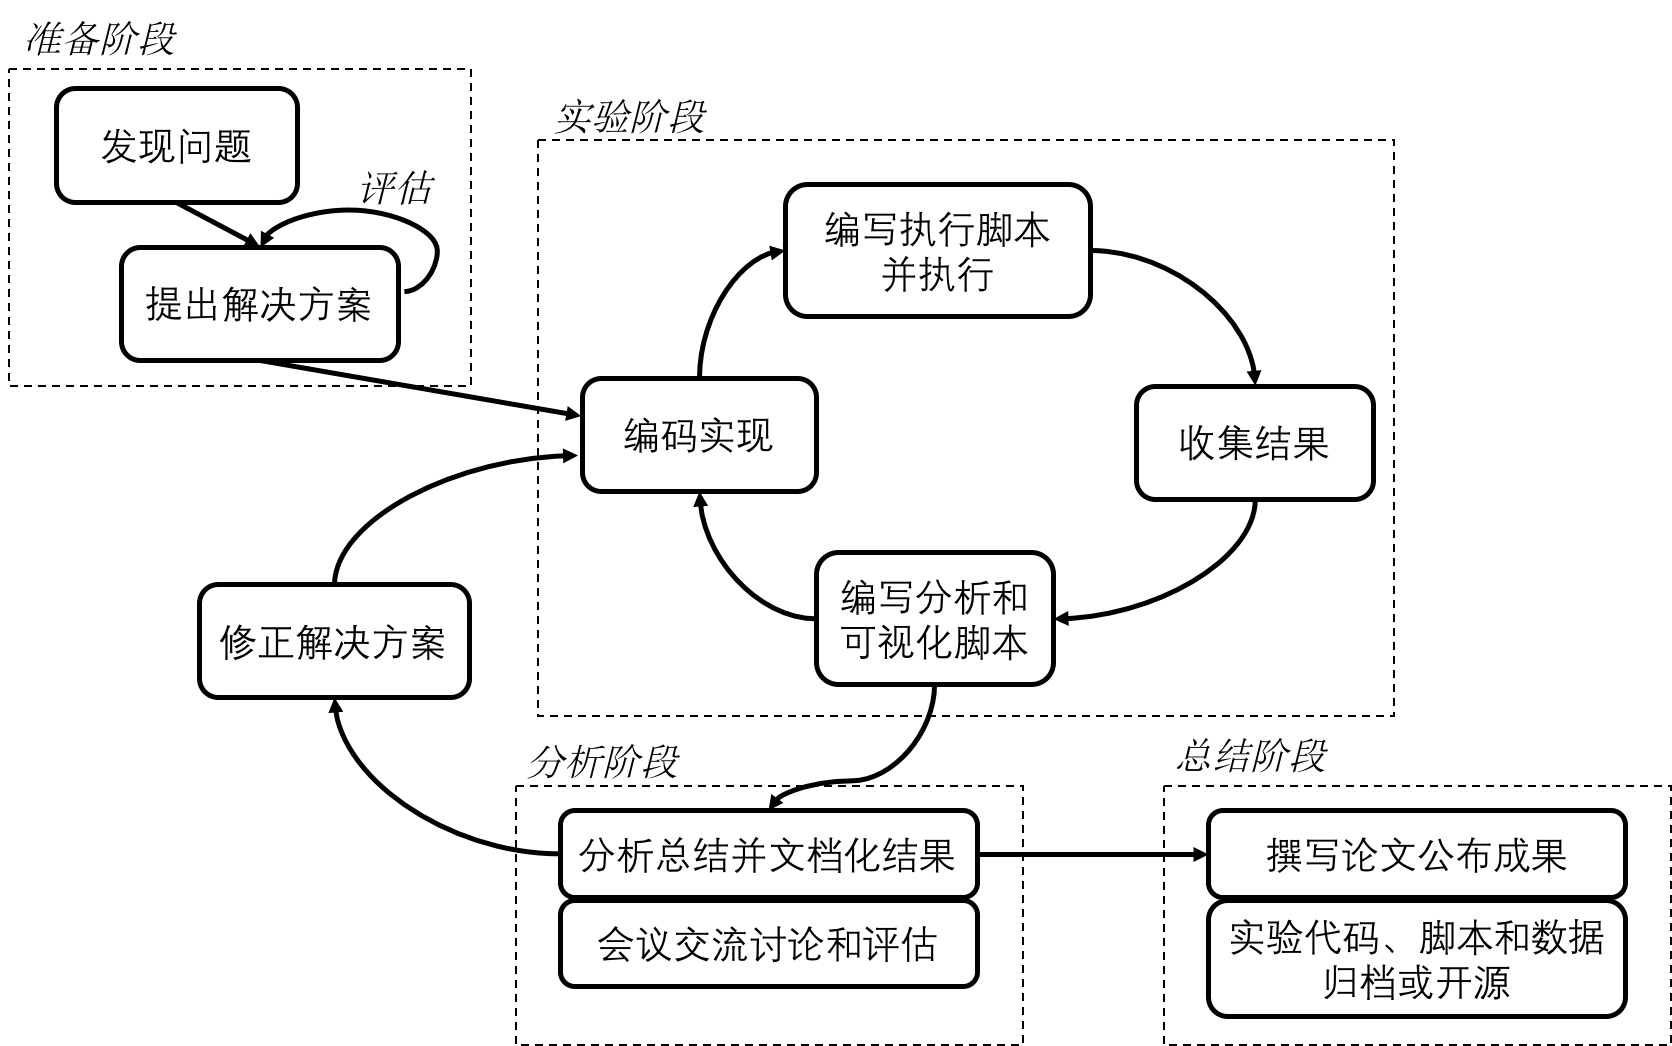 准备阶段
发现问题
评估
提出解决方案
实验阶段
编写执行脚本
并执行
编码实现
收集结果
编写分析和
可视化脚本
修正解决方案
分析阶段
分析总结并文档化结果
会议交流讨论和评估
总结阶段
撰写论文公布成果
实验代码、脚本和数据
归档或开源